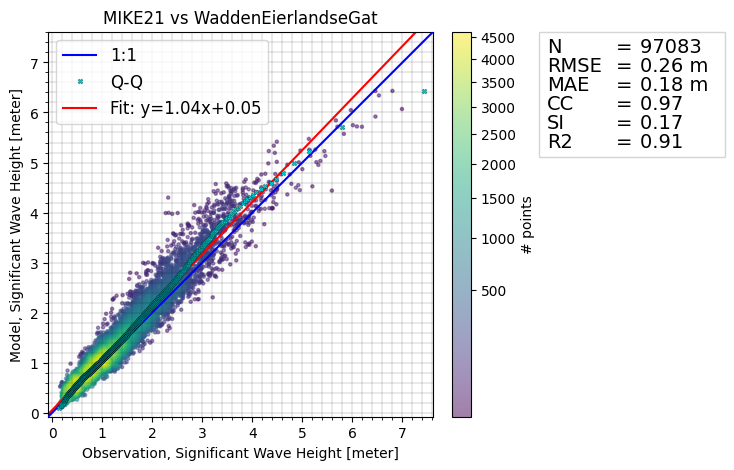 MIKE21 vs WaddenEierlandseGat
1:1
Q-Q
Fit: y=1.04x+0.05
7
6
5
4
3
2
1
0
Model, Significant Wave Height [meter]
0 1 2 3 4 5 6 7
Observation, Significant Wave Height [meter]
4500
4000
3500
3000
2500
2000
1500
1000
500
# points
N = 97083
RMSE = 0.26 m
MAE = 0.18 m
CC = 0.97
SI = 0.17
R2 = 0.91